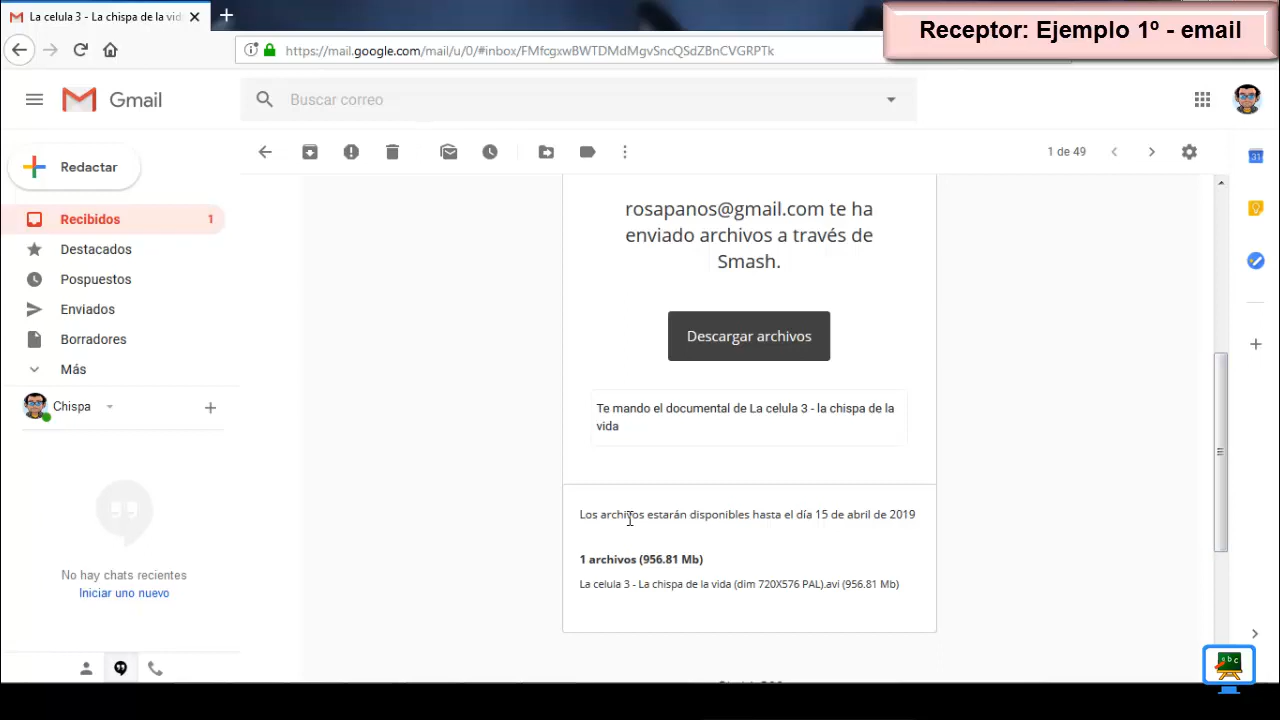 La celula 3 - La chispa de la vid
Receptor: Ejemplo 1º - email
https://mail.google.com/mail/u/0/#inbox/FMfcgxwBWTDMdMgvSncQSdZBnCVGRPTk
Gmail
Buscar correo
Redactar
1 de 49
Recibidos 1
Destacados
Pospuestos
Enviados
Borradores
Más
Chispa
No hay chats recientes
Iniciar uno nuevo
rosapanos@gmail.com te ha
enviado archivos a través de
Smash.
Descargar archivos
Te mando el documental de La celula 3 - la chispa de la
vida
Los archivos estarán disponibles hasta el día 15 de abril de 2019
1 archivos (956.81 Mb)
La celula 3 - La chispa de la vida (dim 720X576 PAL).avi (956.81 Mb)
31
abc